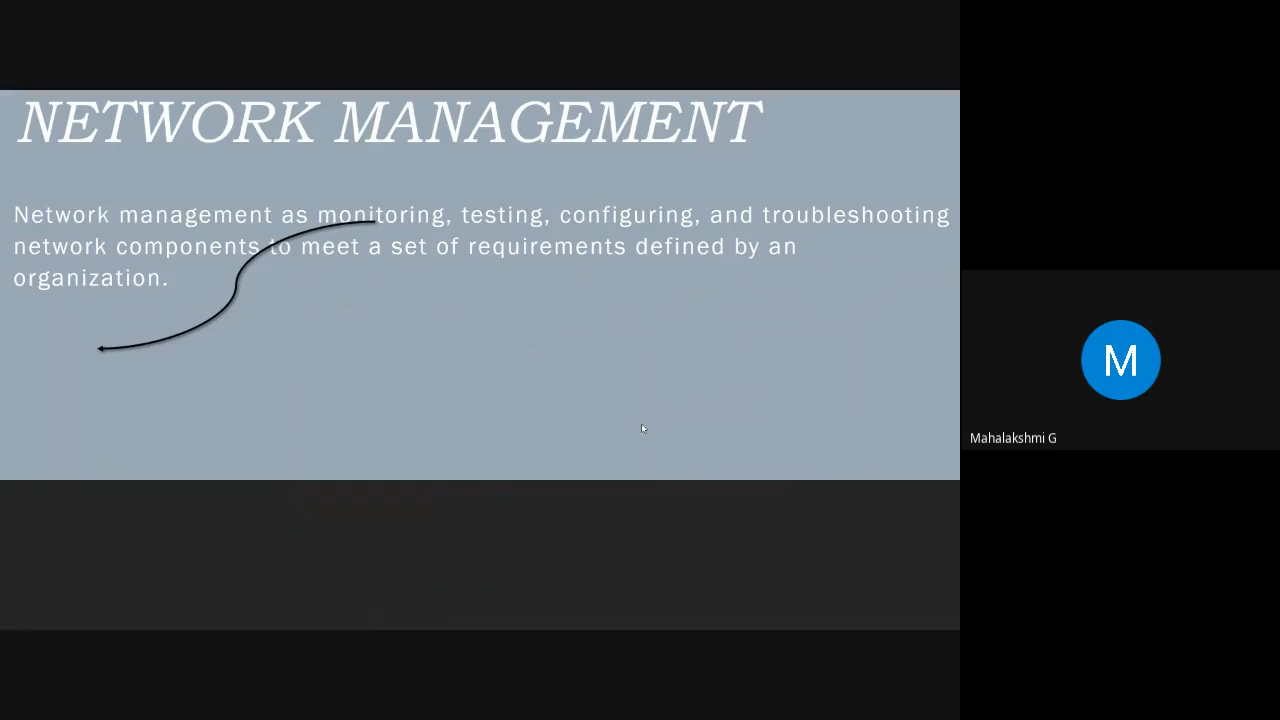 NETWORK MANAGEMENT
Network management as monitoring, testing, configuring, and troubleshooting
network components to meet a set of requirements defined by an
organization.
M
Mahalakshmi G